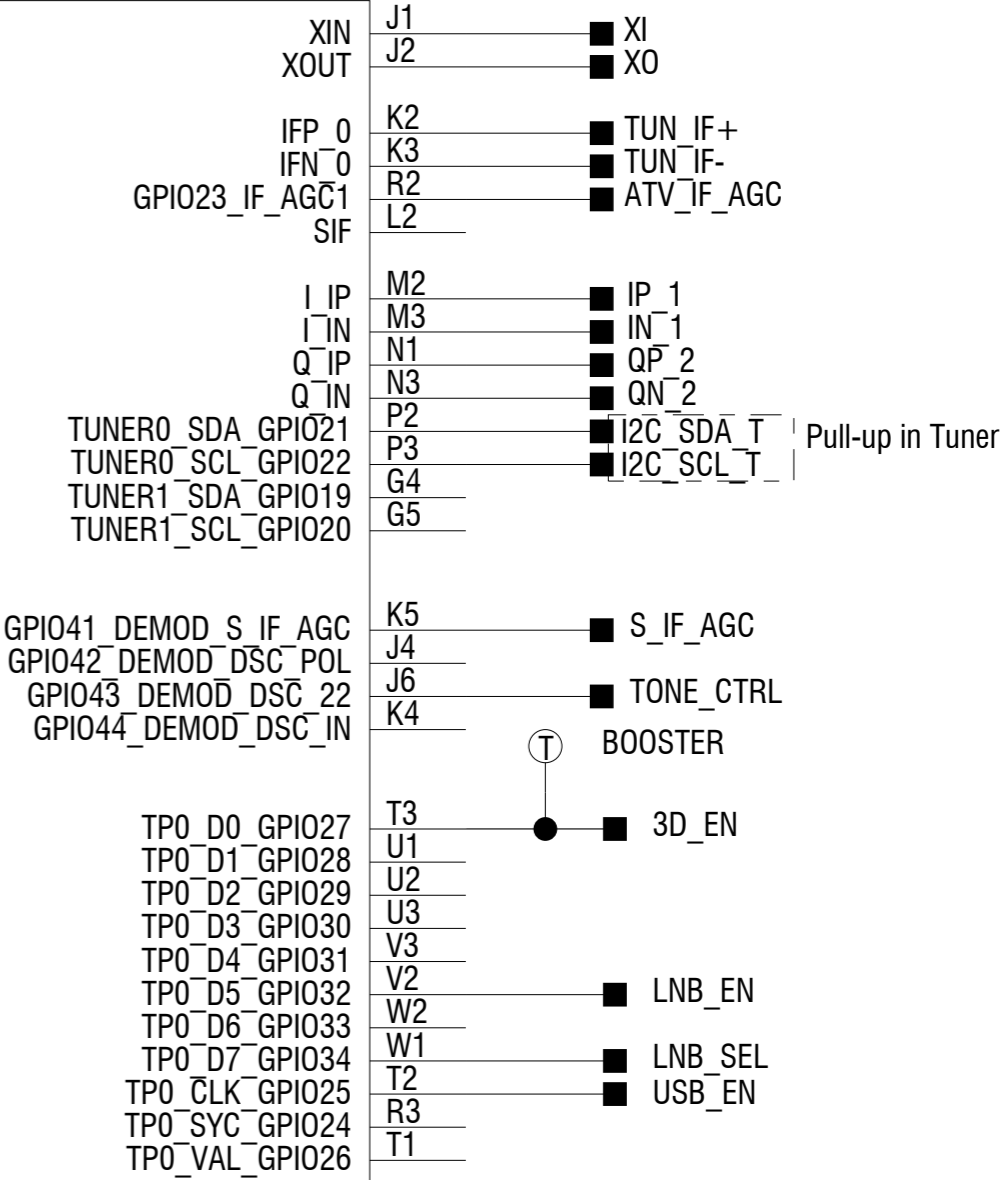 XIN J1 XI
XOUT J2 XO
IFP_0 K2 TUN_IF+
IFN_0 K3 TUN_IF-
GPIO23_IF_AGC1 R2 ATV_IF_AGC
SIF L2
I_IP M2 IP_1
I_IN M3 IN_1
Q_IP N1 QP_2
Q_IN N3 QN_2
TUNER0_SDA_GPIO21 P2 I2C_SDA_T Pull-up in Tuner
TUNER0_SCL_GPIO22 P3 I2C_SCL_T
TUNER1_SDA_GPIO19 G4
TUNER1_SCL_GPIO20 G5
GPIO41_DEMOD_S_IF_AGC K5 S_IF_AGC
GPIO42_DEMOD_DSC_POL J4
GPIO43_DEMOD_DSC_22 J6 TONE_CTRL
GPIO44_DEMOD_DSC_IN K4
T BOOSTER
TP0_D0_GPIO27 T3 3D_EN
TP0_D1_GPIO28 U1
TP0_D2_GPIO29 U2
TP0_D3_GPIO30 U3
TP0_D4_GPIO31 V3
TP0_D5_GPIO32 V2 LNB_EN
TP0_D6_GPIO33 W2
TP0_D7_GPIO34 W1 LNB_SEL
TP0_CLK_GPIO25 T2 USB_EN
TP0_SYC_GPIO24 R3
TP0_VAL_GPIO26 T1